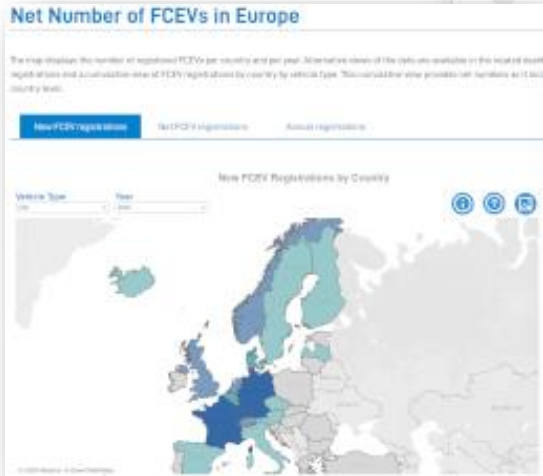 Net Number of FCEVs in Europe
The map displays the number of registered FCEVs per country and per year. Alternative views of the data are available in the related
registrations and a cumulative view of FCEV registrations by country by vehicle type. This cumulative view provides net numbers as it
country level.
New FCEV registrations
Net FCEV registrations
Annual registrations
New FCEV Registrations by Country
Vehicle Type
Year